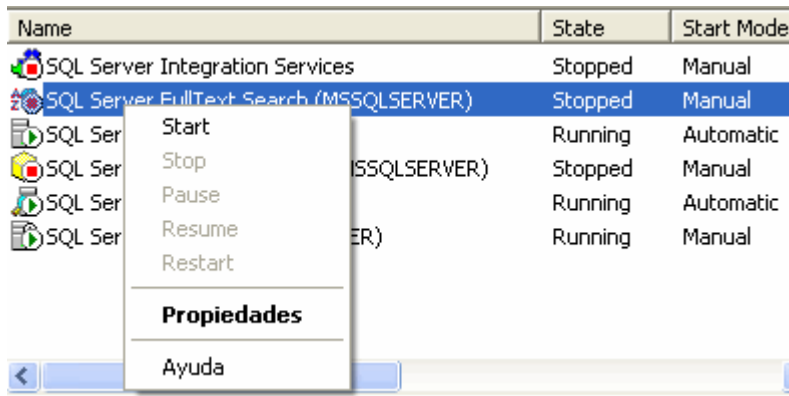 Name State Start Mode
SQL Server Integration Services Stopped Manual
SQL Server FullText Search (MSSQLSERVER) Stopped Manual
SQL Ser Running Automatic
SQL Ser SSQLSERVER) Stopped Manual
SQL Ser Running Automatic
SQL Ser ER) Running Manual
Start
Stop
Pause
Resume
Restart
Propiedades
Ayuda